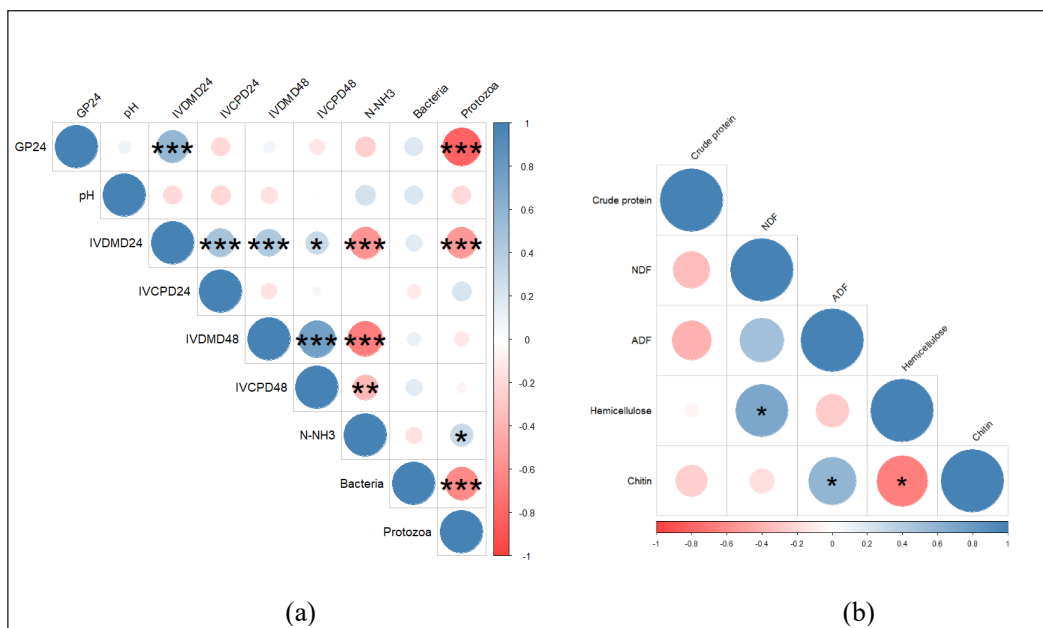 GP24 pH IVDMD24 IVCPD24 IVDMD48 IVCPD48 N-NH3 Bacteria Protozoa
GP24 *** ***
pH
IVDMD24 *** *** * *** ***
IVCPD24
IVDMD48 *** ***
IVCPD48 **
N-NH3 *
Bacteria ***
Protozoa
1
0.8
0.6
0.4
0.2
0
-0.2
-0.4
-0.6
-0.8
-1
(a)
Crude protein NDF ADF Hemicellulose Chitin
Crude protein
NDF
ADF
Hemicellulose *
Chitin * *
-1 -0.8 -0.6 -0.4 -0.2 0 0.2 0.4 0.6 0.8 1
(b)